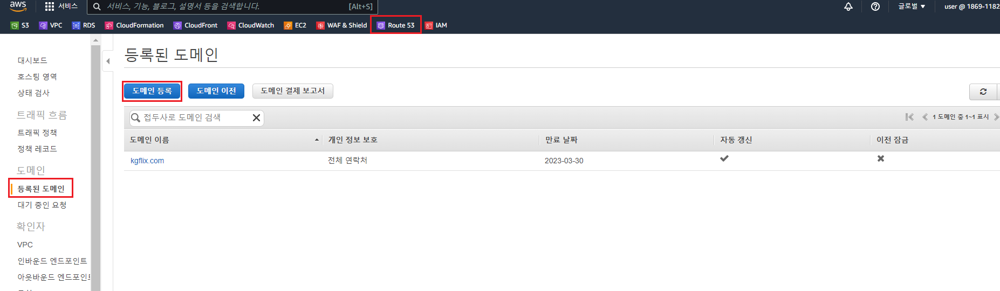 aws 서비스 서비스, 기능, 블로그, 설명서 등을 검색합니다. [Alt+S] 글로벌 ▼ user @ 1869-1182
S3 VPC RDS CloudFormation CloudFront CloudWatch EC2 WAF & Shield Route 53 IAM
대시보드
호스팅 영역
상태 검사
트래픽 흐름
트래픽 정책
정책 레코드
도메인
등록된 도메인
대기 중인 요청
확인자
VPC
인바운드 엔드포인트
아웃바운드 엔드포인트
등록된 도메인
도메인 등록 도메인 이전 도메인 결제 보고서
접두사로 도메인 검색 1 도메인 중 1~1 표시
도메인 이름 개인 정보 보호 만료 날짜 자동 갱신 이전 잠금
kgflix.com 전체 연락처 2023-03-30